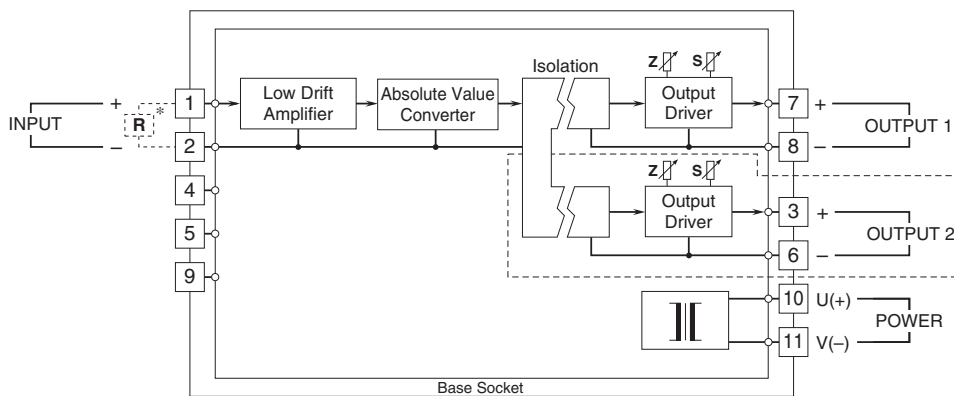 Isolation
Z S
Z S
Low Drift
Amplifier
Absolute Value
Converter
Output
Driver
Output
Driver
INPUT
+
–
R
*
1
2
4
5
9
7 +
8 –
OUTPUT 1
3 +
6 –
OUTPUT 2
10 U(+)
11 V(–)
POWER
Base Socket